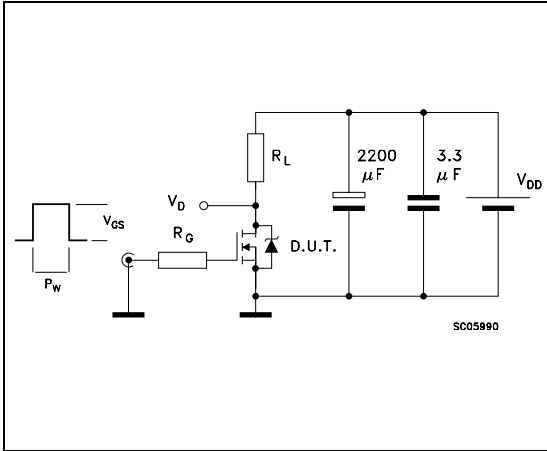 R_L
2200
μF
3.3
μF
V_DD
V_D
V_GS
R_G
D.U.T.
P_W
SC05990